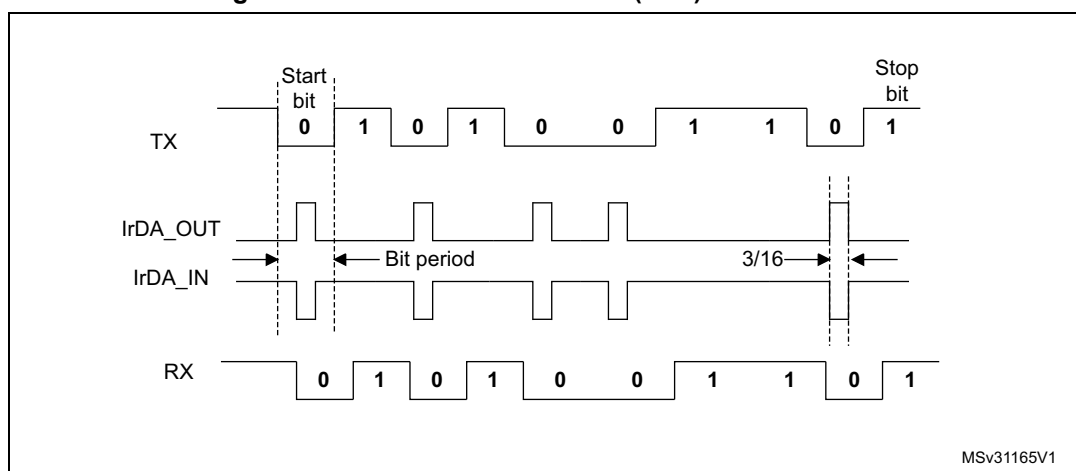 Start
bit
Stop
bit
TX
0 1 0 1 0 0 1 1 0 1
IrDA_OUT
Bit period
3/16
IrDA_IN
RX
0 1 0 1 0 0 1 1 0 1
MSv31165V1